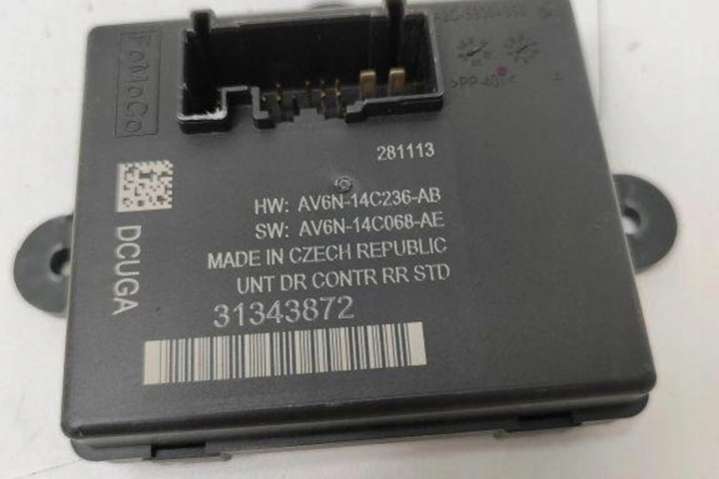 FoMoCo
281113
HW: AV6N-14C236-AB
SW: AV6N-14C068-AE
MADE IN CZECH REPUBLIC
UNT DR CONTR RR STD
31343872
DCUGA